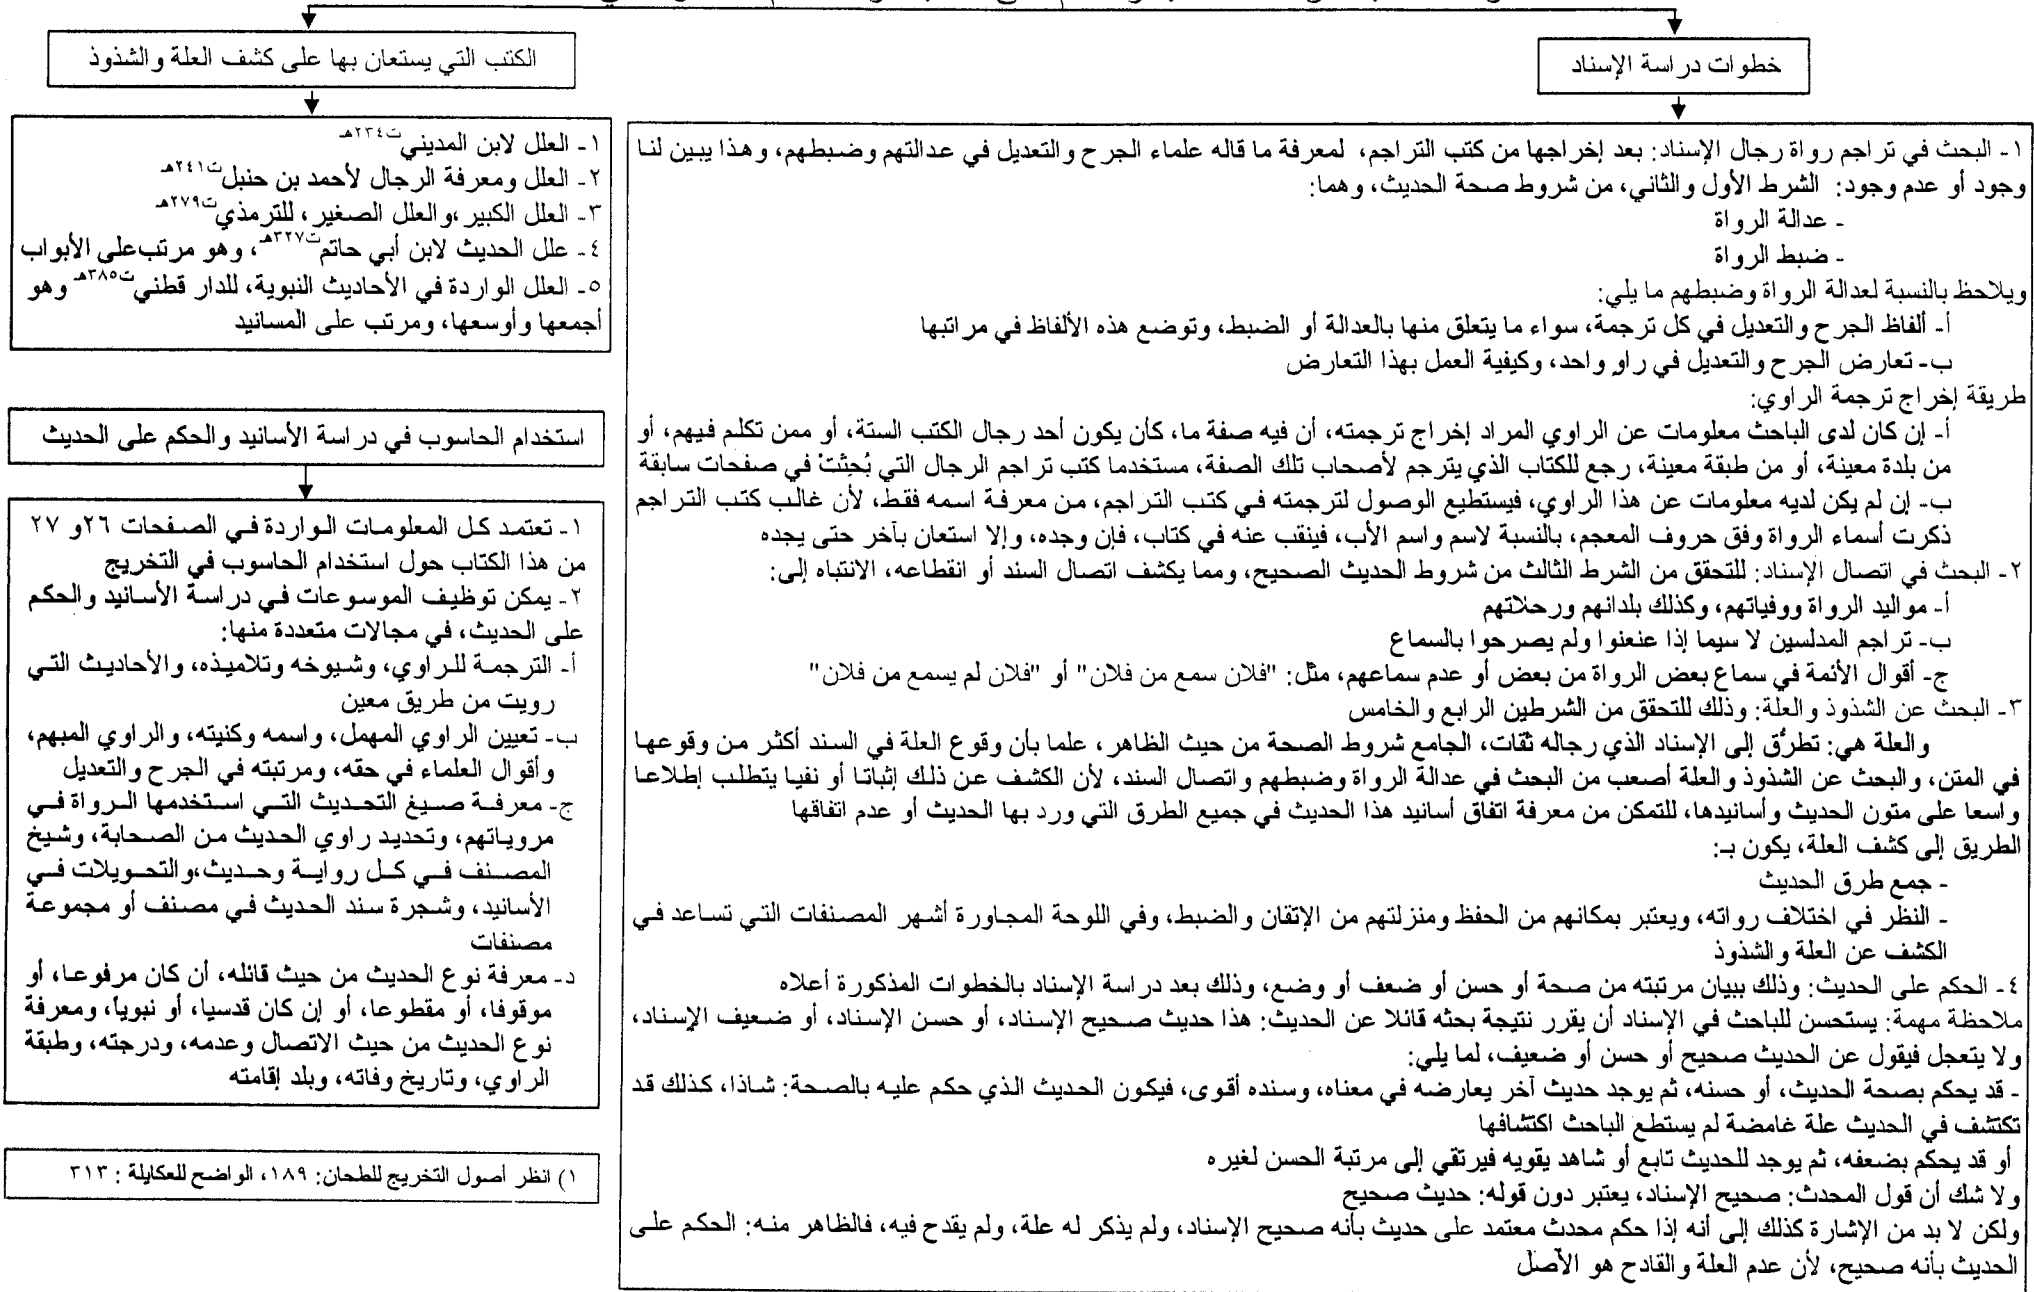 خطوات دراسة الإسناد
١- البحث في تراجم رواة رجال الإسناد: بعد إخراجها من كتب التراجم، لمعرفة ما قاله علماء الجرح والتعديل في عدالتهم وضبطهم، وهذا يبين لنا
وجود أو عدم وجود: الشرط الأول والثاني، من شروط صحة الحديث، وهما:
- عدالة الرواة
- ضبط الرواة
ويلاحظ بالنسبة لعدالة الرواة وضبطهم ما يلي:
أ- ألفاظ الجرح والتعديل في كل ترجمة، سواء ما يتعلق منها بالعدالة أو الضبط، وتوضع هذه الألفاظ في مراتبها
ب- تعارض الجرح والتعديل في راوٍ واحد، وكيفية العمل بهذا التعارض
طريقة إخراج ترجمة الراوي:
أ- إن كان لدى الباحث معلومات عن الراوي المراد إخراج ترجمته، أن فيه صفة ما، كأن يكون أحد رجال الكتب الستة، أو ممن تكلم فيهم، أو
من بلدة معينة، أو من طبقة معينة، رجع للكتاب الذي يترجم لأصحاب تلك الصفة، مستخدما كتب تراجم الرجال التي بُحِثتْ في صفحات سابقة
ب- إن لم يكن لديه معلومات عن هذا الراوي، فيستطيع الوصول لترجمته في كتب التراجم، من معرفة اسمه فقط، لأن غالب كتب التراجم
ذكرت أسماء الرواة وفق حروف المعجم، بالنسبة لاسم واسم الأب، فينقب عنه في كتاب، فإن وجده، وإلا استعان بآخر حتى يجده
٢- البحث في اتصال الإسناد: للتحقق من الشرط الثالث من شروط الحديث الصحيح، ومما يكشف اتصال السند أو انقطاعه، الانتباه إلى:
أ- مواليد الرواة ووفياتهم، وكذلك بلدانهم ورحلاتهم
ب- تراجم المدلسين لا سيما إذا عنعنوا ولم يصرحوا بالسماع
ج- أقوال الأئمة في سماع بعض الرواة من بعض أو عدم سماعهم، مثل: "فلان سمع من فلان" أو "فلان لم يسمع من فلان"
٣- البحث عن الشذوذ والعلة: وذلك للتحقق من الشرطين الرابع والخامس
والعلة هي: تطرُّق إلى الإسناد الذي رجاله ثقات، الجامع شروط الصحة من حيث الظاهر، علما بأن وقوع العلة في السند أكثر من وقوعها
في المتن، والبحث عن الشذوذ والعلة أصعب من البحث في عدالة الرواة وضبطهم واتصال السند، لأن الكشف عن ذلك إثباتا أو نفيا يتطلب إطلاعا
واسعا على متون الحديث وأسانيدها، للتمكن من معرفة اتفاق أسانيد هذا الحديث في جميع الطرق التي ورد بها الحديث أو عدم اتفاقها
الطريق إلى كشف العلة، يكون بـ:
- جمع طرق الحديث
- النظر في اختلاف رواته، ويعتبر بمكانهم من الحفظ ومنزلتهم من الإتقان والضبط، وفي اللوحة المجاورة أشهر المصنفات التي تساعد في
الكشف عن العلة والشذوذ
٤- الحكم على الحديث: وذلك ببيان مرتبته من صحة أو حسن أو ضعف أو وضع، وذلك بعد دراسة الإسناد بالخطوات المذكورة أعلاه
ملاحظة مهمة: يستحسن للباحث في الإسناد أن يقرر نتيجة بحثه قائلا عن الحديث: هذا حديث صحيح الإسناد، أو حسن الإسناد، أو ضعيف الإسناد،
ولا يتعجل فيقول عن الحديث صحيح أو حسن أو ضعيف، لما يلي:
- قد يحكم بصحة الحديث، أو حسنه، ثم يوجد حديث آخر يعارضه في معناه، وسنده أقوى، فيكون الحديث الذي حكم عليه بالصحة: شاذا، كذلك قد
تكتشف في الحديث علة غامضة لم يستطع الباحث اكتشافها
أو قد يحكم بضعفه، ثم يوجد للحديث تابع أو شاهد يقويه فيرتقي إلى مرتبة الحسن لغيره
ولا شك أن قول المحدث: صحيح الإسناد، يعتبر دون قوله: حديث صحيح
ولكن لا بد من الإشارة كذلك إلى أنه إذا حكم محدث معتمد على حديث بأنه صحيح الإسناد، ولم يذكر له علة، ولم يقدح فيه، فالظاهر منه: الحكم على
الحديث بأنه صحيح، لأن عدم العلة والقادح هو الأصل
الكتب التي يستعان بها على كشف العلة والشذوذ
١- العلل لابن المديني ت٢٣٤هـ
٢- العلل ومعرفة الرجال لأحمد بن حنبل ت٢٤١هـ
٣- العلل الكبير ،والعلل الصغير، للترمذي ت٢٧٩هـ
٤- علل الحديث لابن أبي حاتم ت٣٢٧هـ، وهو مرتب على الأبواب
٥- العلل الواردة في الأحاديث النبوية، للدار قطني ت٣٨٥هـ وهو
أجمعها وأوسعها، ومرتب على المسانيد
استخدام الحاسوب في دراسة الأسانيد والحكم على الحديث
١- تعتمد كل المعلومات الواردة في الصفحات ٢٦و ٢٧
من هذا الكتاب حول استخدام الحاسوب في التخريج
٢- يمكن توظيف الموسوعات في دراسة الأسانيد والحكم
على الحديث، في مجالات متعددة منها:
أ- الترجمة للراوي، وشيوخه وتلاميذه، والأحاديث التي
رويت من طريق معين
ب- تعيين الراوي المهمل، واسمه وكنيته، والراوي المبهم،
وأقوال العلماء في حقه، ومرتبته في الجرح والتعديل
ج- معرفة صيغ التحديث التي استخدمها الرواة في
مروياتهم، وتحديد راوي الحديث من الصحابة، وشيخ
المصنف في كل رواية وحديث،والتحويلات في
الأسانيد، وشجرة سند الحديث في مصنف أو مجموعة
مصنفات
د- معرفة نوع الحديث من حيث قائله، أن كان مرفوعا، أو
موقوفا، أو مقطوعا، أو إن كان قدسيا، أو نبويا، ومعرفة
نوع الحديث من حيث الاتصال وعدمه، ودرجته، وطبقة
الراوي، وتاريخ وفاته، وبلد إقامته
١) انظر أصول التخريج للطحان: ١٨٩، الواضح للعكايلة : ٣١٣